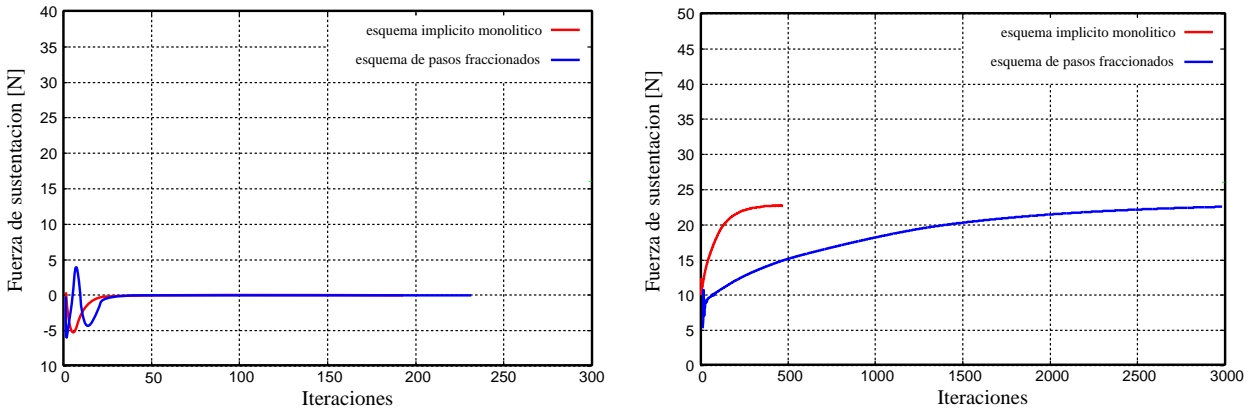 40
35
30
25
20
15
10
5
0
-5
10
Fuerza de sustentacion [N]
esquema implicito monolitico
esquema de pasos fraccionados
0 50 100 150 200 250 300
Iteraciones
50
45
40
35
30
25
20
15
10
5
0
Fuerza de sustentacion [N]
esquema implicito monolitico
esquema de pasos fraccionados
0 500 1000 1500 2000 2500 3000
Iteraciones